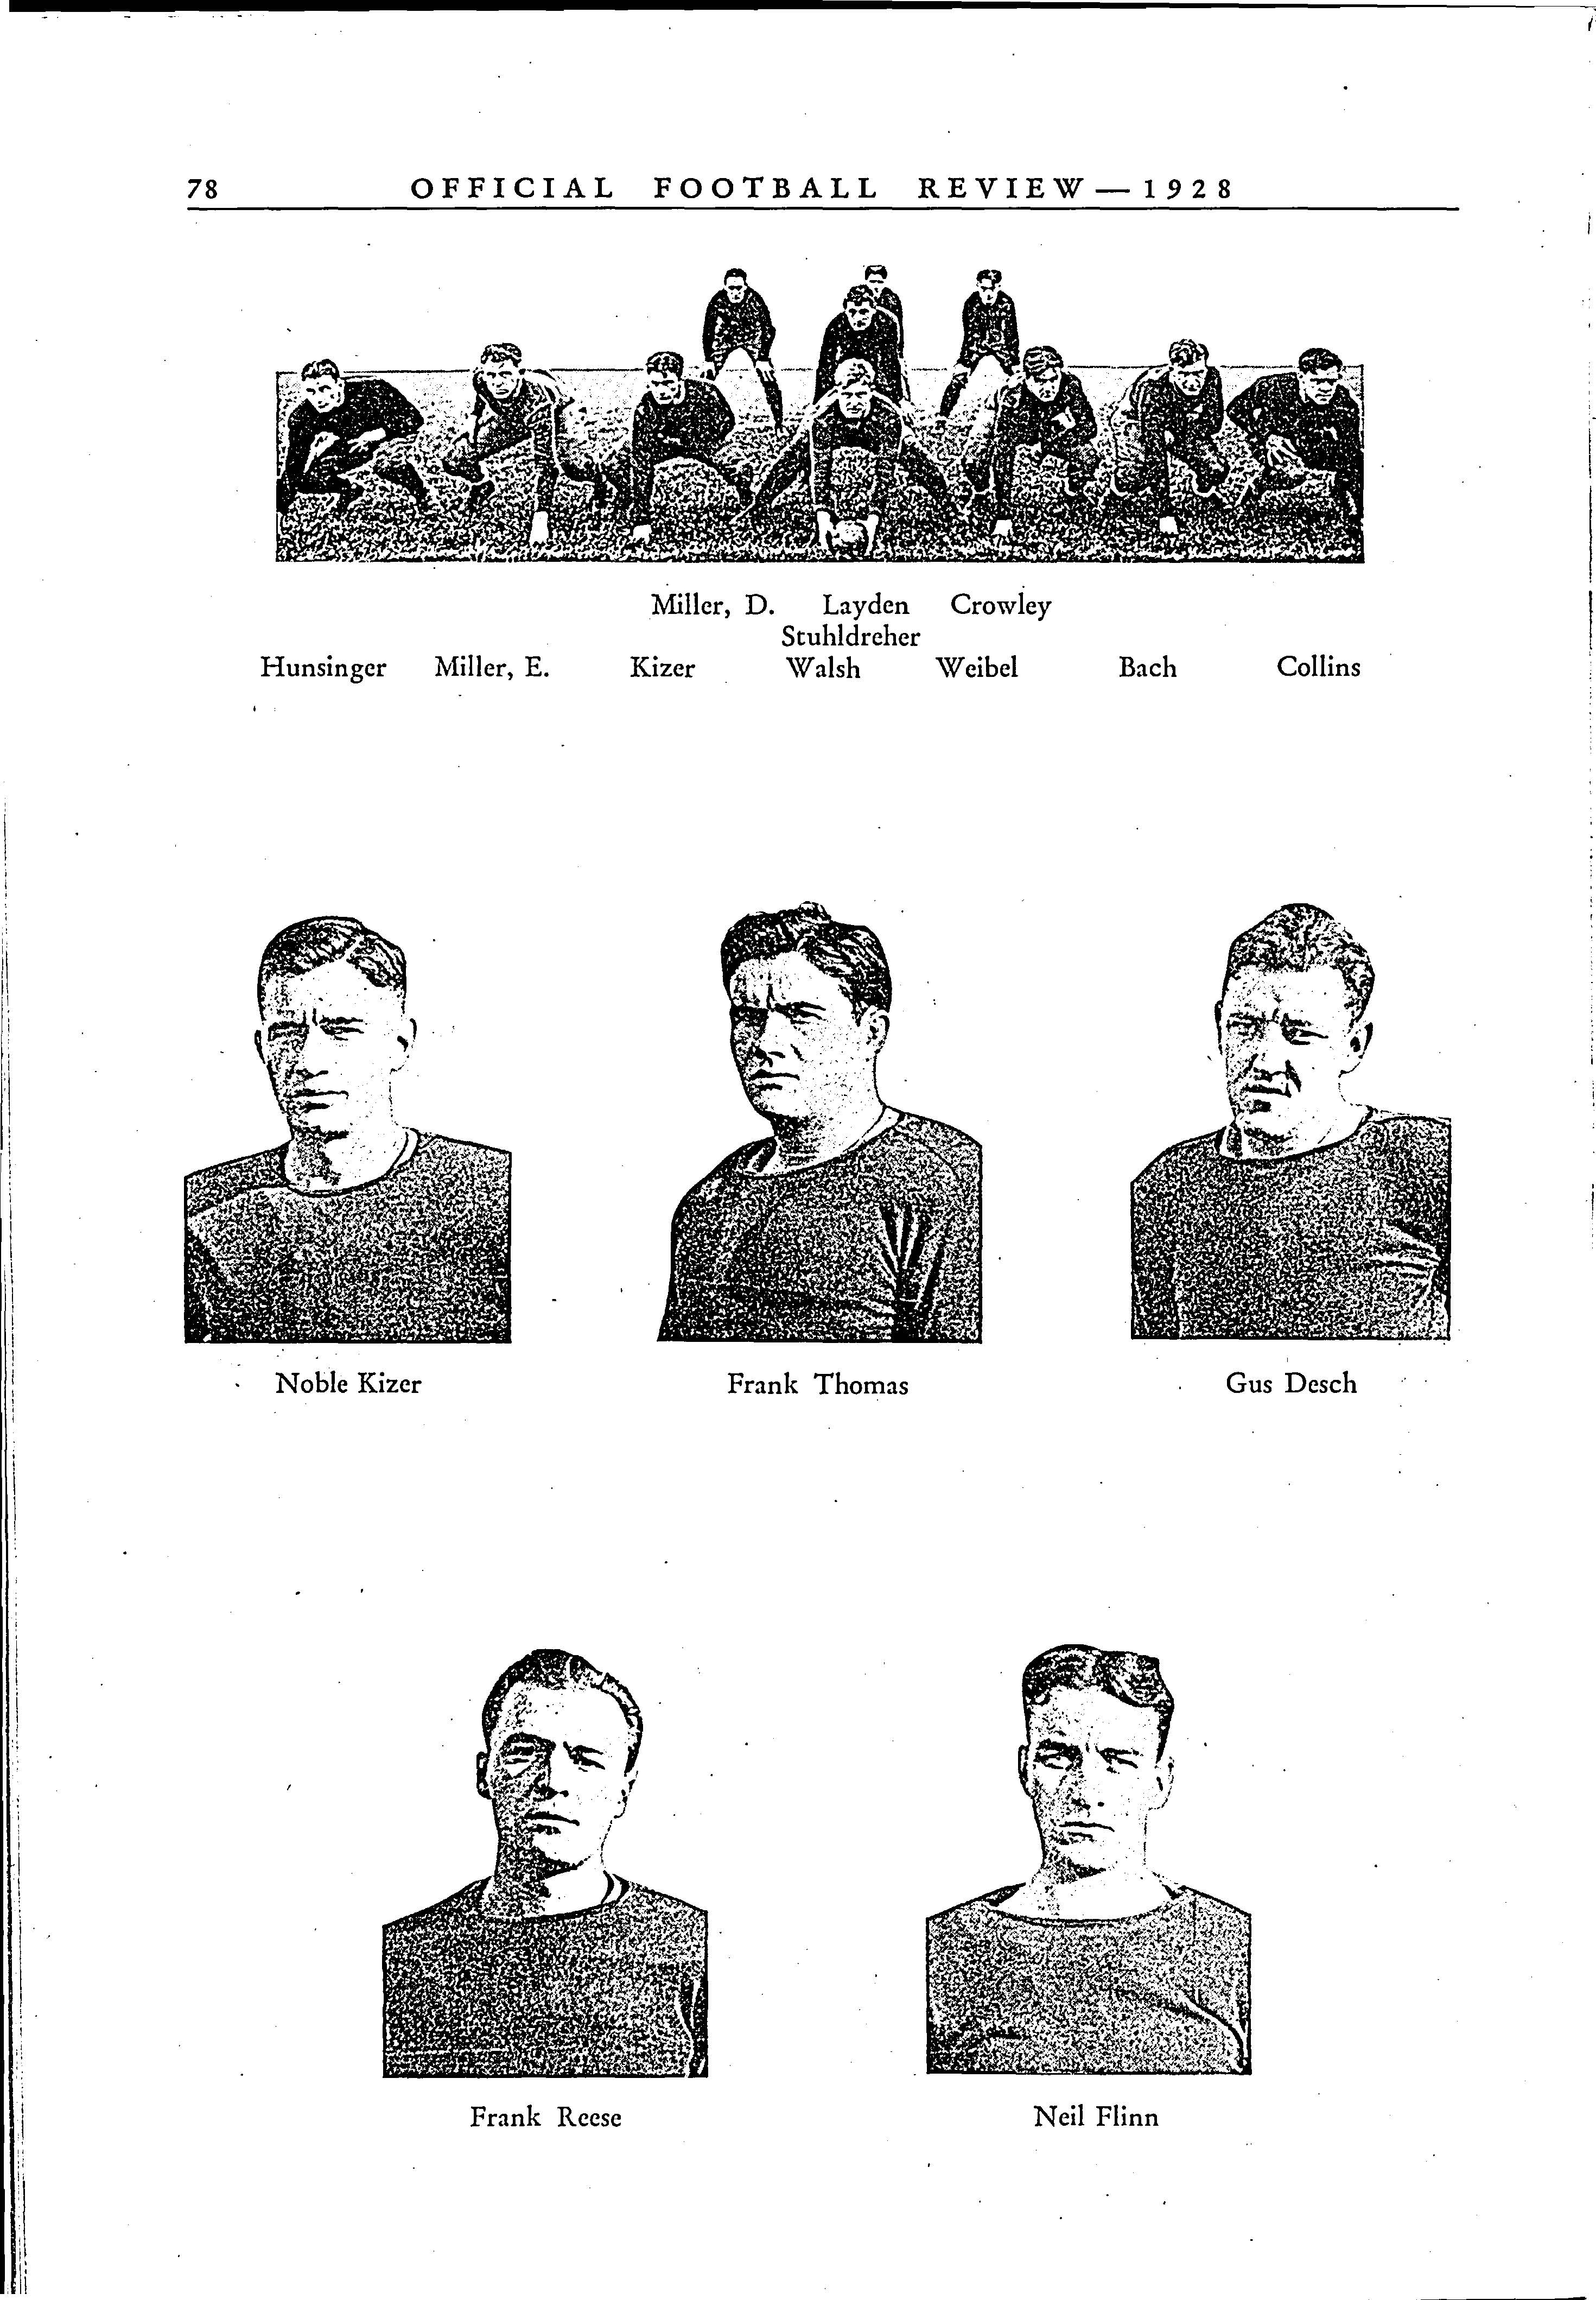 78 OFFICIAL FOOTBALL REVIEW — 1928
Miller, D. Layden Crowley
Stuhldreher
Hunsinger Miller, E. Kizer Walsh Weibel Bach Collins
Noble Kizer Frank Thomas Gus Desch
Frank Reese Neil Flinn